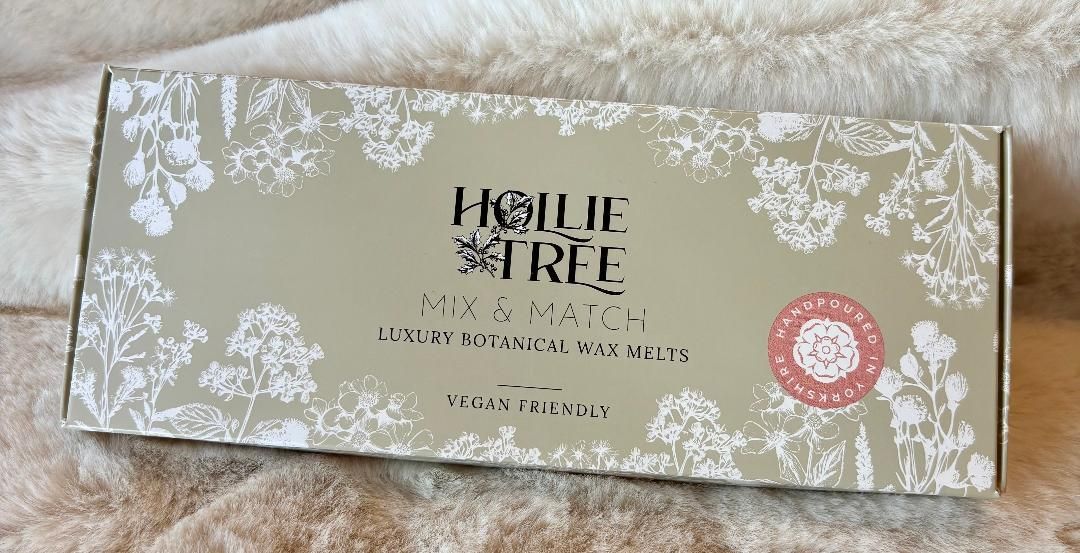 HOLLIE
TREE
MIX & MATCH
LUXURY BOTANICAL WAX MELTS
VEGAN FRIENDLY
HANDPOURED IN YORKSHIRE